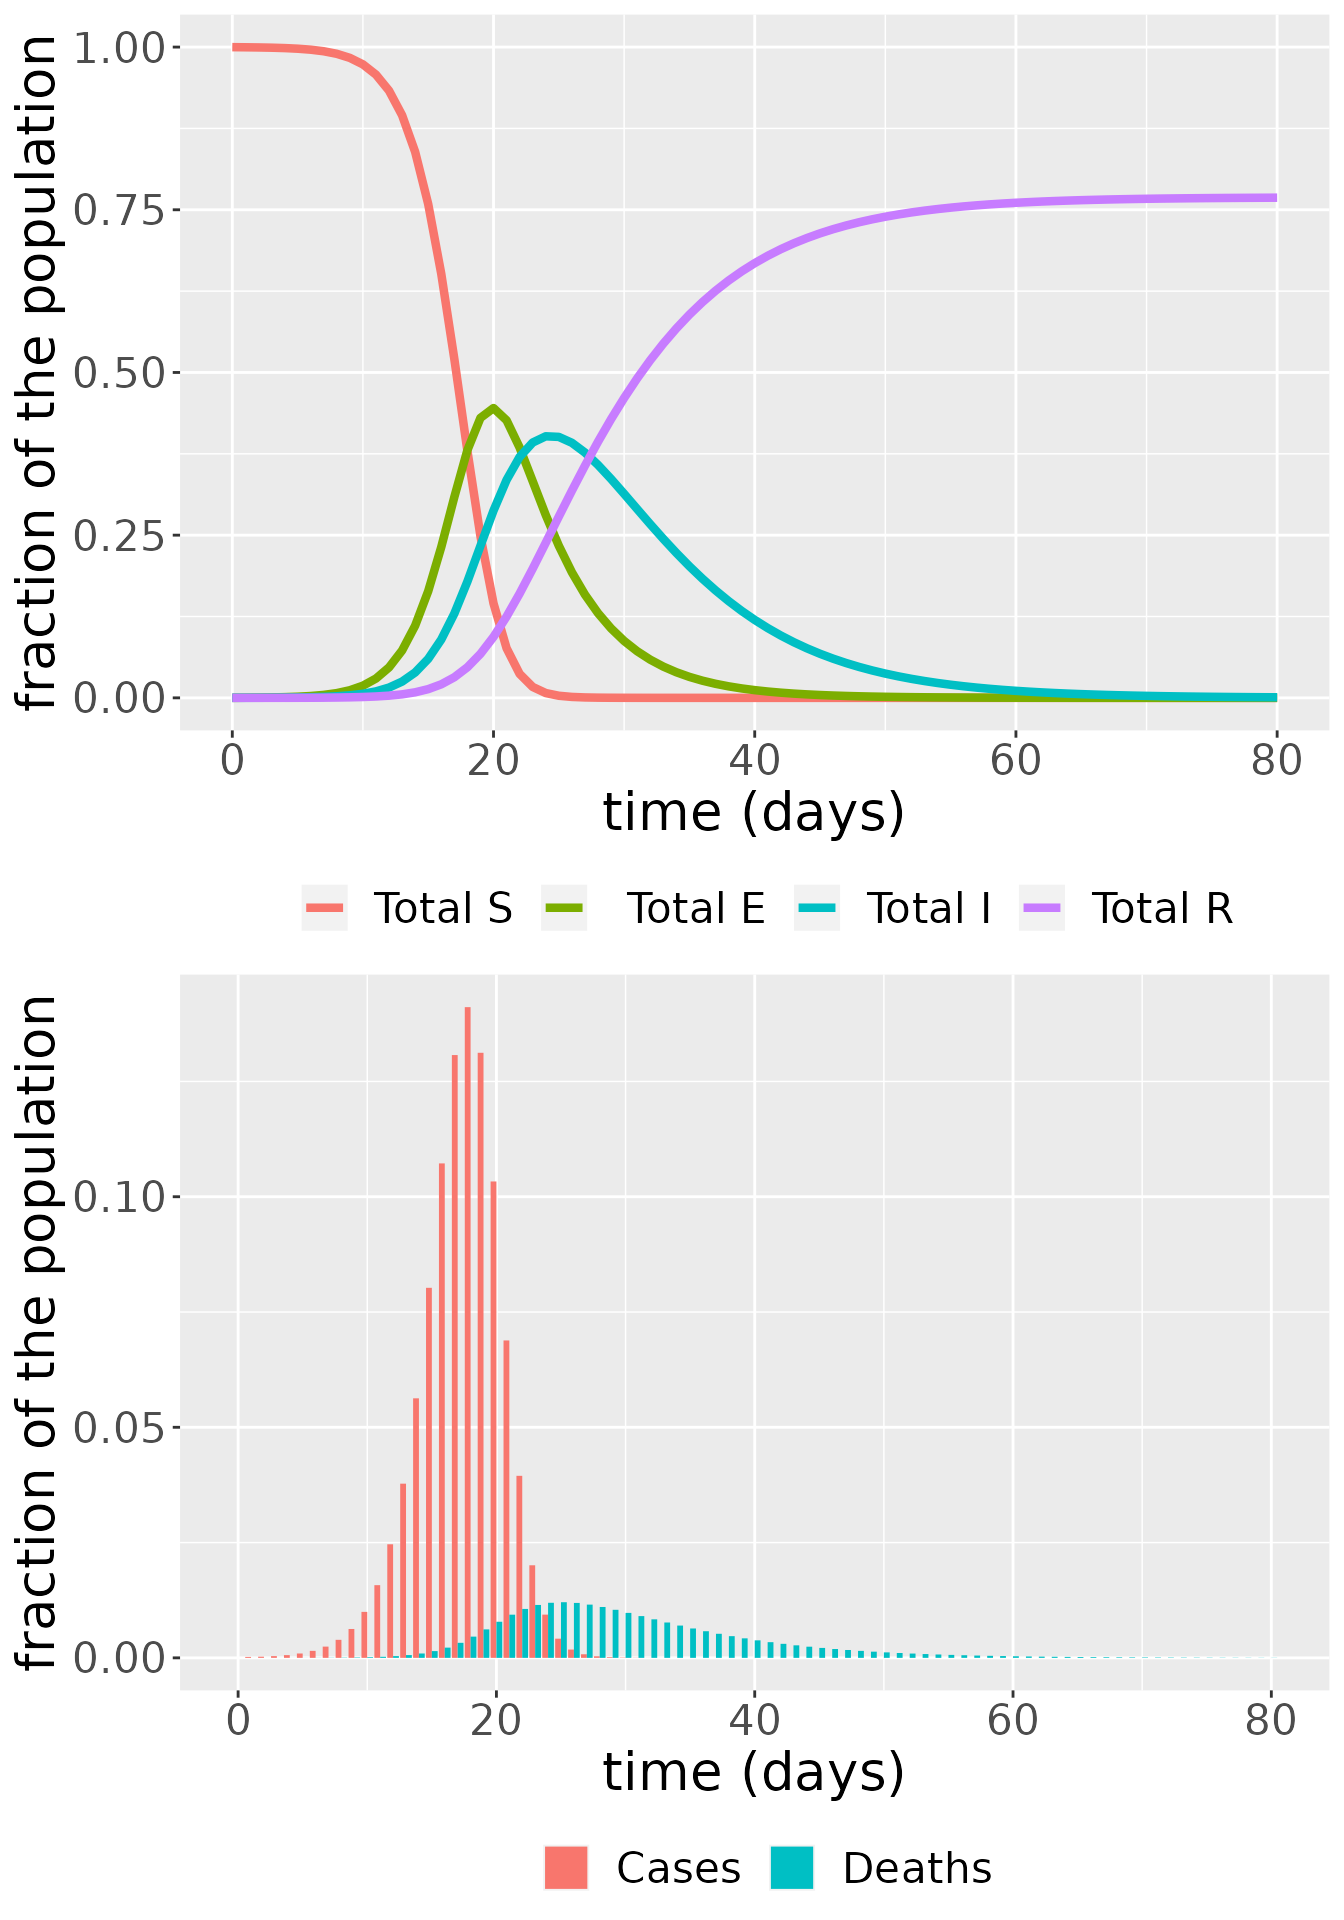 fraction of the population
1.00
0.75
0.50
0.25
0.00
0 20 40 60 80
time (days)
Total S Total E Total I Total R
fraction of the population
0.10
0.05
0.00
0 20 40 60 80
time (days)
Cases Deaths